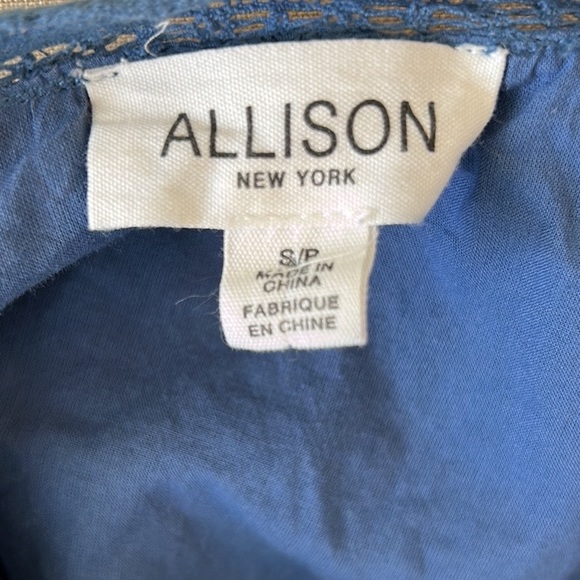 ALLISON
NEW YORK
S/P
MADE IN
CHINA
FABRIQUE
EN CHINE